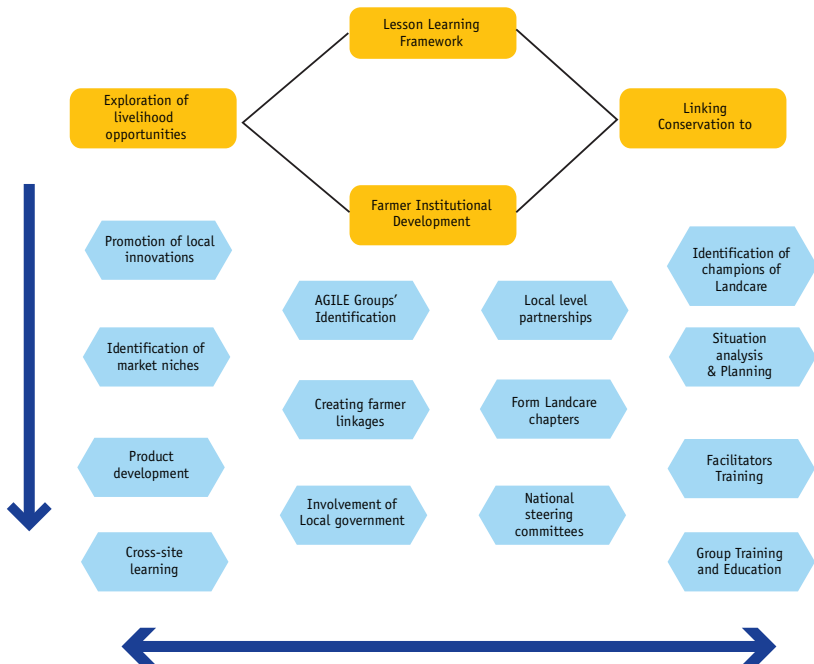 Lesson Learning
Framework
Exploration of
livelihood
opportunities
Linking
Conservation to
Farmer Institutional
Development
Promotion of local
innovations
Identification of
market niches
Product
development
Cross-site
learning
AGILE Groups’
Identification
Creating farmer
linkages
Involvement of
Local government
Local level
partnerships
Form Landcare
chapters
National
steering
committees
Identification of
champions of
Landcare
Situation
analysis
& Planning
Facilitators
Training
Group Training
and Education